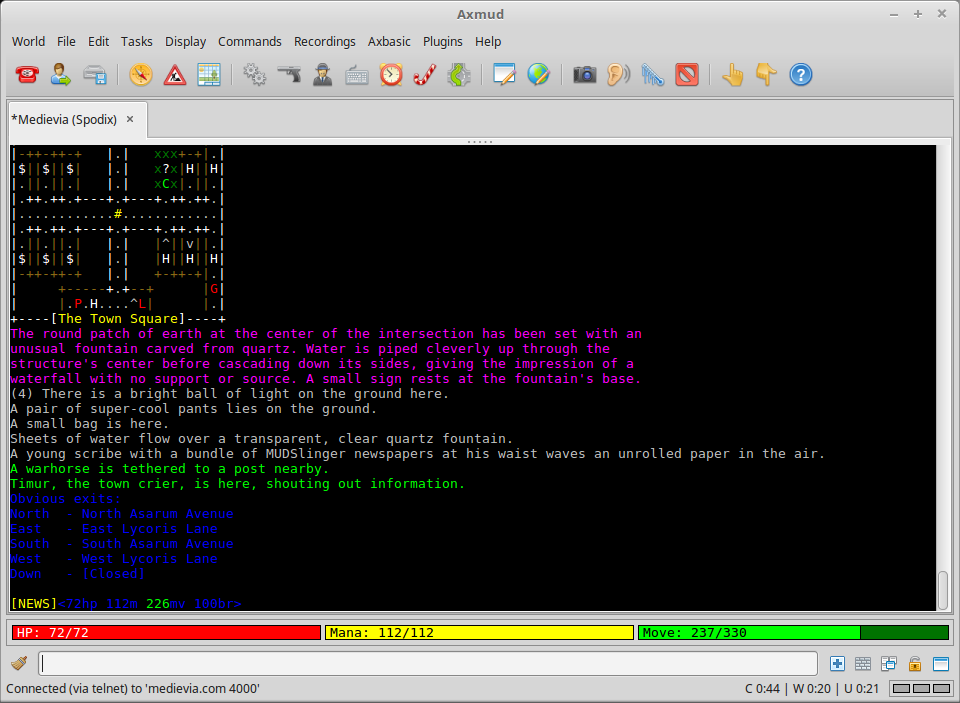 Axmud
World File Edit Tasks Display Commands Recordings Axbasic Plugins Help
*Medievia (Spodix) ×
|-++-++-+   |.|   xxx+-+|.|
|$||$||$|   |.|   x?x|H||H|
|.||.||.|   |.|   xCx|.||.|
|.++.++.+---+.+---+.++.++.|
|............#............|
|.++.++.+---+.+---+.++.++.|
|.||.||.|   |.|   |^||v||.|
|$||$||$|   |.|   |H||H||H|
|-++-++-+   |.|   +-++-+|.|
|     +-----+.+--+      |G|
|     |.P.H....^L|      |.|
+----[The Town Square]----+
The round patch of earth at the center of the intersection has been set with an
unusual fountain carved from quartz. Water is piped cleverly up through the
structure's center before cascading down its sides, giving the impression of a
waterfall with no support or source. A small sign rests at the fountain's base.
(4) There is a bright ball of light on the ground here.
A pair of super-cool pants lies on the ground.
A small bag is here.
Sheets of water flow over a transparent, clear quartz fountain.
A young scribe with a bundle of MUDSlinger newspapers at his waist waves an unrolled paper in the air.
A warhorse is tethered to a post nearby.
Timur, the town crier, is here, shouting out information.
Obvious exits:
North  - North Asarum Avenue
East   - East Lycoris Lane
South  - South Asarum Avenue
West   - West Lycoris Lane
Down   - [Closed]
[NEWS]<72hp 112m 226mv 100br>
HP: 72/72 Mana: 112/112 Move: 237/330
Connected (via telnet) to 'medievia.com 4000' C 0:44 | W 0:20 | U 0:21